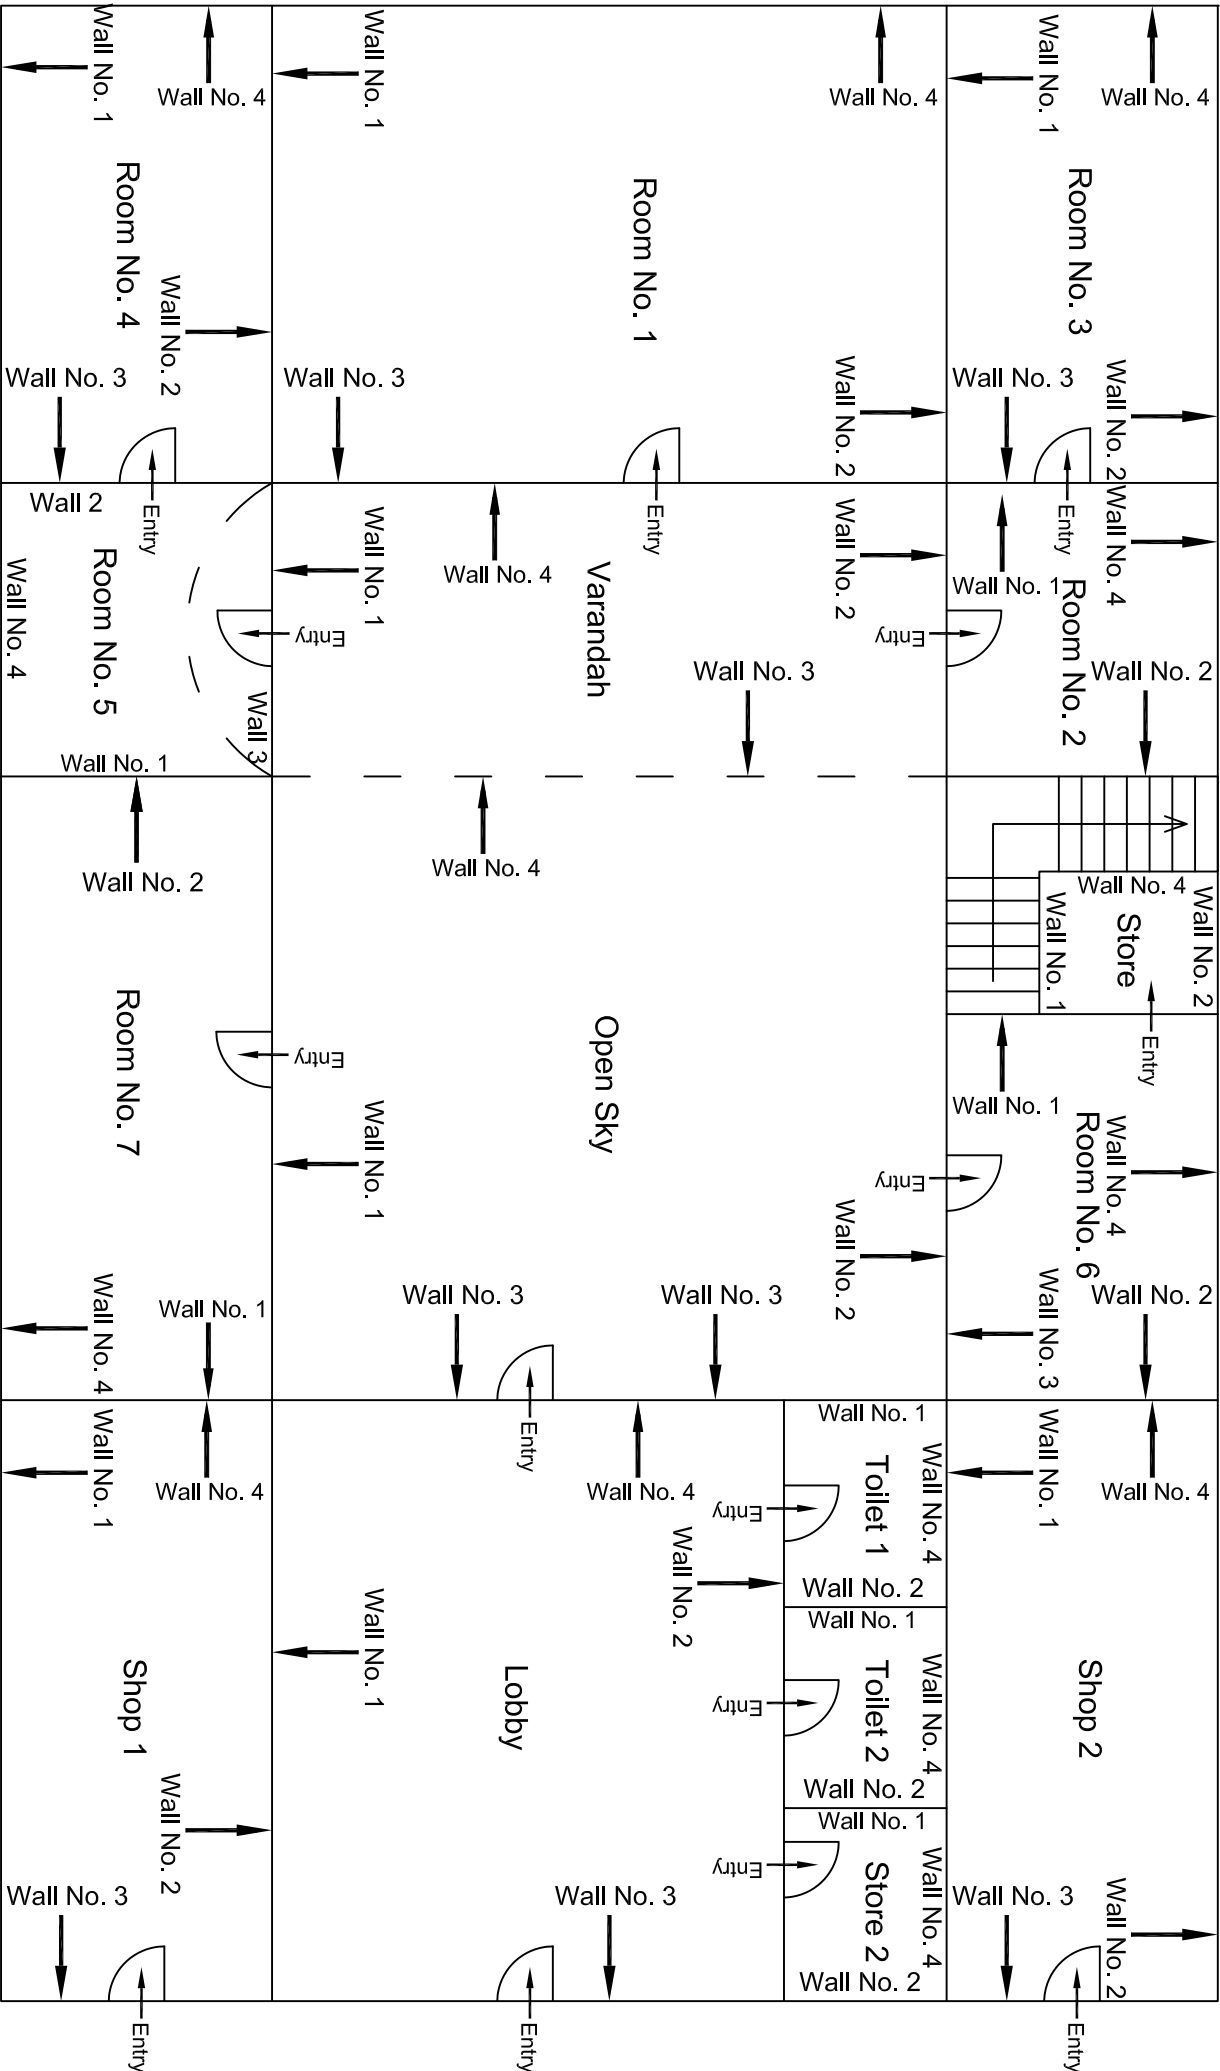 Wall No. 1
Wall No. 4
Room No. 4
Wall No. 2
Wall No. 3
Entry
Wall No. 1
Wall No. 4
Room No. 1
Wall No. 3
Wall No. 2
Entry
Wall No. 1
Wall No. 4
Room No. 3
Wall No. 3
Wall No. 2
Entry
Wall 2
Room No. 5
Wall No. 4
Wall 3
Wall No. 1
Entry
Wall No. 1
Wall No. 4
Varandah
Wall No. 2
Wall No. 3
Wall No. 4
Wall No. 1
Room No. 2
Wall No. 2
Entry
Wall No. 4
Wall No. 2
Store
Wall No. 1
Entry
Wall No. 2
Room No. 7
Entry
Wall No. 4
Wall No. 1
Wall No. 4
Open Sky
Wall No. 1
Wall No. 2
Wall No. 3
Wall No. 3
Wall No. 1
Wall No. 4
Room No. 6
Entry
Wall No. 3
Wall No. 2
Wall No. 1
Wall No. 4
Shop 1
Wall No. 2
Wall No. 3
Entry
Entry
Wall No. 4
Wall No. 2
Wall No. 1
Lobby
Wall No. 3
Entry
Wall No. 1
Toilet 1
Wall No. 4
Entry
Wall No. 2
Wall No. 1
Toilet 2
Wall No. 4
Entry
Wall No. 2
Wall No. 1
Store 2
Wall No. 4
Entry
Wall No. 2
Wall No. 1
Wall No. 4
Shop 2
Wall No. 3
Wall No. 2
Entry